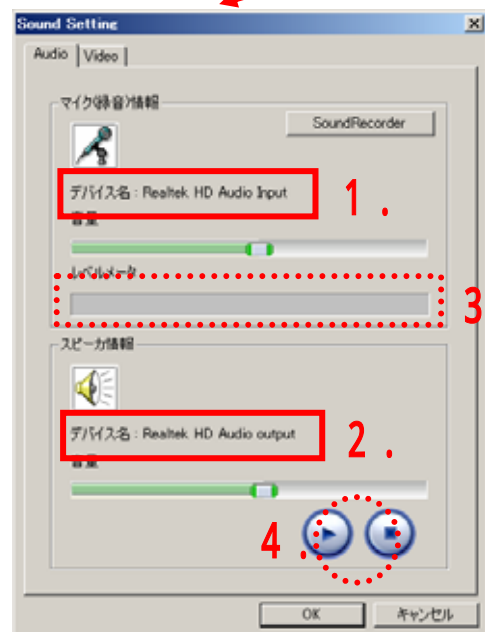 Sound Setting
Audio
Video
マイク(録音)情報
SoundRecorder
デバイス名 : Realtek HD Audio Input
1.
音量
レベルメータ
3
スピーカ情報
デバイス名 : Realtek HD Audio output
2.
音量
4.
OK
キャンセル